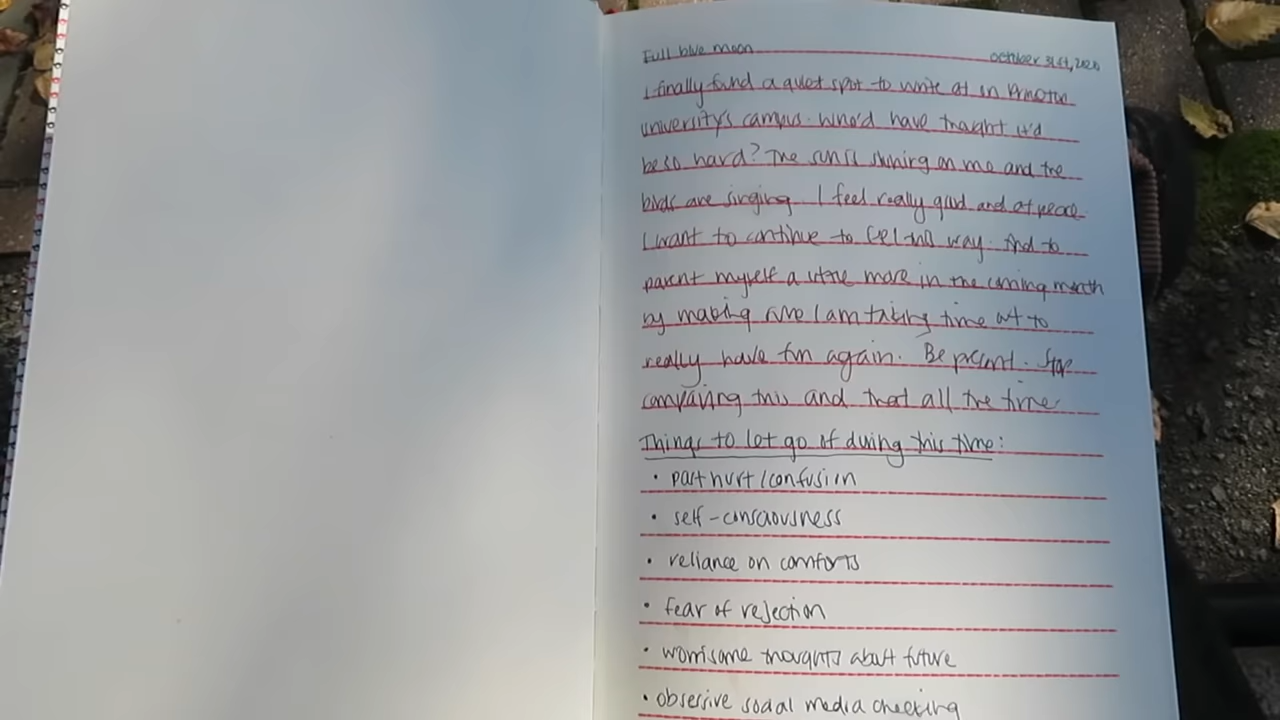 Full blue moon
October 31st, 2020
I finally found a quiet spot to write at on Princeton
University's campus. Who'd have thought it'd
be so hard? The sun is shining on me and the
birds are singing. I feel really good and at peace.
I want to continue to feel this way. And to
parent myself a little more in the coming month
by making sure I am taking time out to
really have fun again. Be present. Stop
comparing this and that all the time.
Things to let go of during this time:
• past hurt/confusion
• self-consciousness
• reliance on comforts
• fear of rejection
• worrisome thoughts about future
• obsessive social media checking